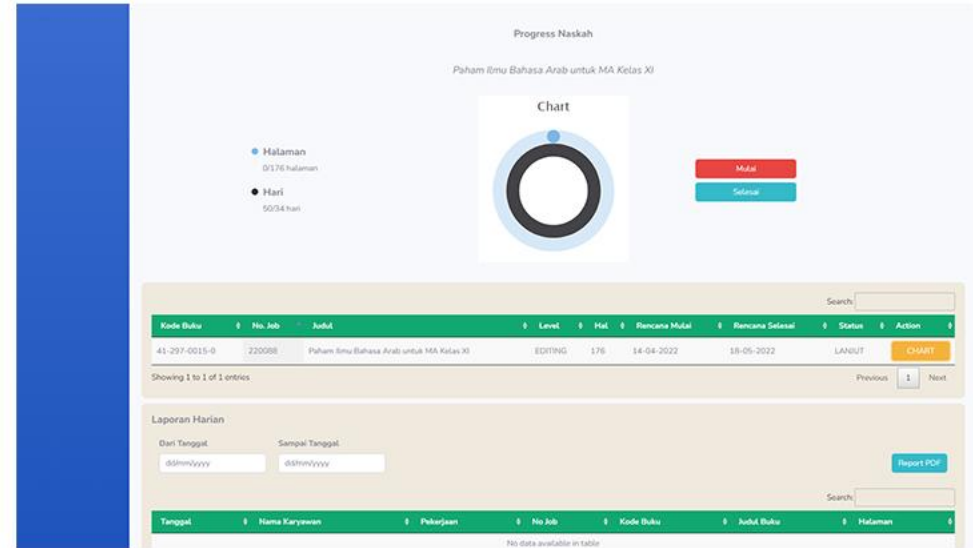 Progress Naskah
Paham Ilmu Bahasa Arab untuk MA Kelas XI
Chart
Halaman
0/176 halaman
Hari
50/34 hari
Mulai
Selesai
Search:
Kode Buku No. Job Judul Level Hal Rencana Mulai Rencana Selesai Status Action
41-297-0015-0 220088 Paham Ilmu Bahasa Arab untuk MA Kelas XI EDITING 176 14-04-2022 18-05-2022 LANJUT CHART
Showing 1 to 1 of 1 entries Previous 1 Next
Laporan Harian
Dari Tanggal Sampai Tanggal
dd/mm/yyyy dd/mm/yyyy Report PDF
Search:
Tanggal Nama Karyawan Pekerjaan No Job Kode Buku Judul Buku Halaman
No data available in table